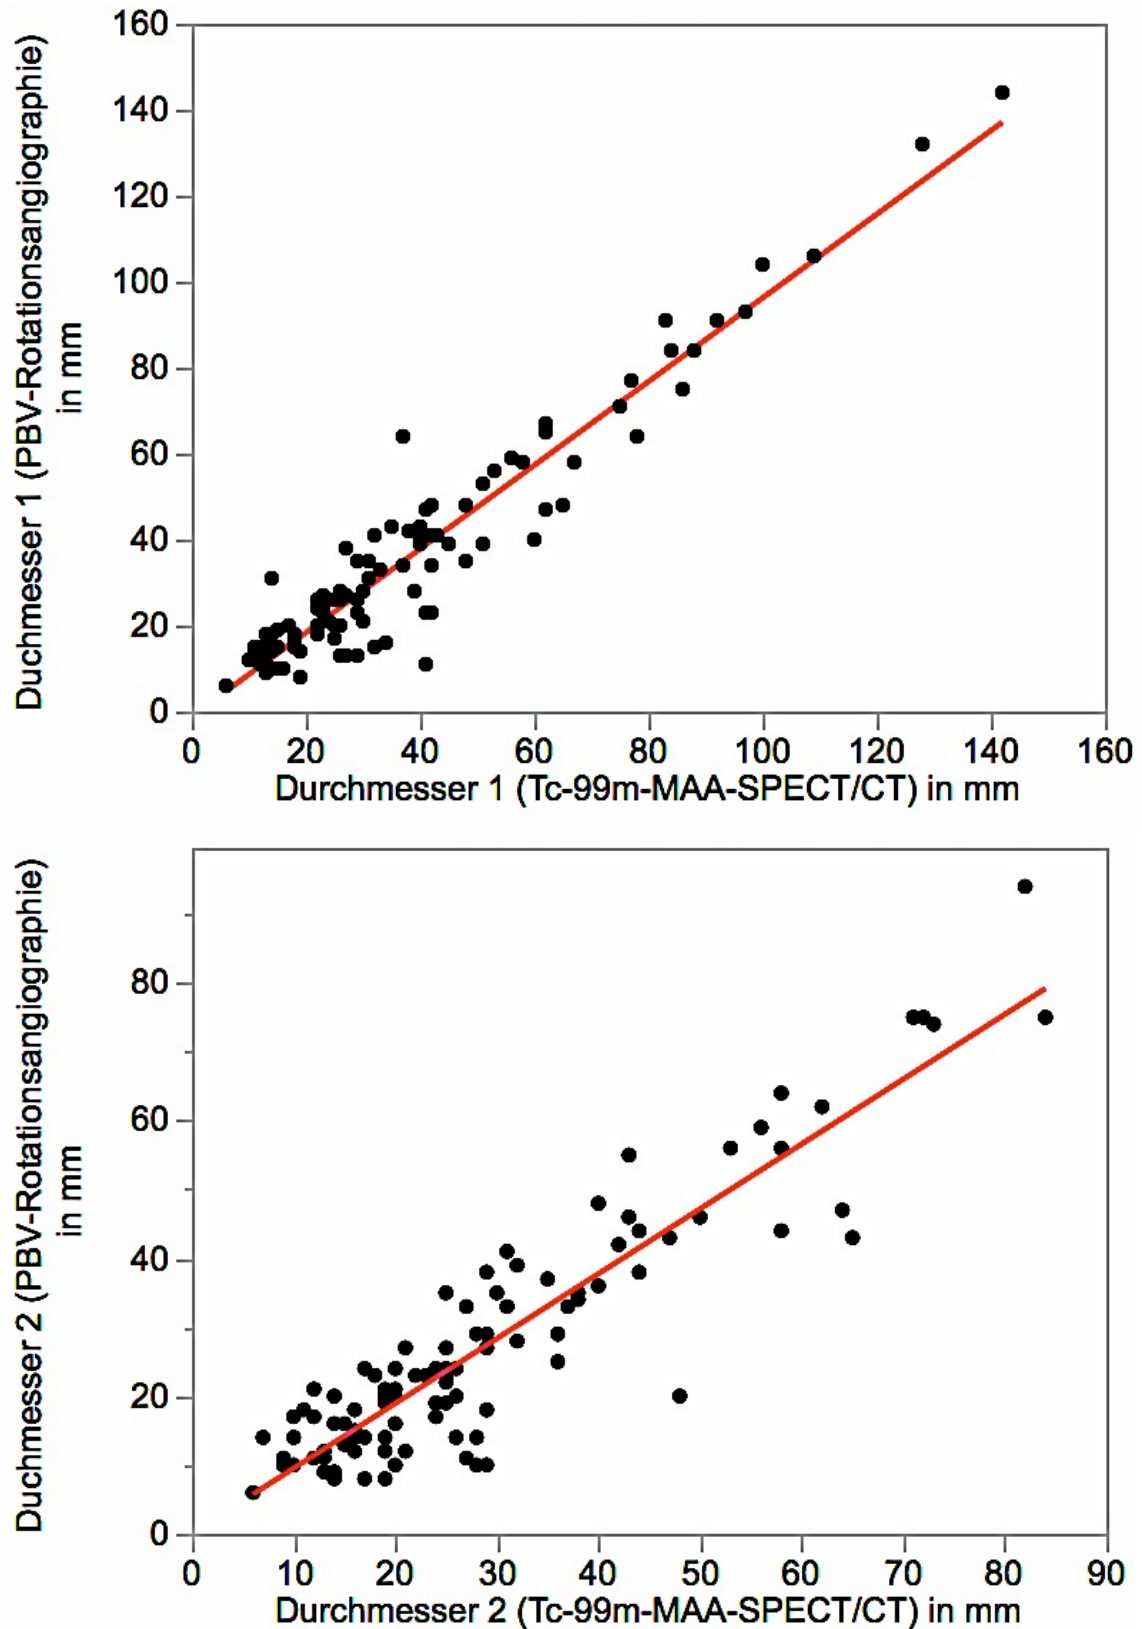 Duchmesser 1 (PBV-Rotationsangiographie)
in mm
160
140
120
100
80
60
40
20
0
0 20 40 60 80 100 120 140 160
Durchmesser 1 (Tc-99m-MAA-SPECT/CT) in mm
Duchmesser 2 (PBV-Rotationsangiographie)
in mm
80
60
40
20
0
0 10 20 30 40 50 60 70 80 90
Durchmesser 2 (Tc-99m-MAA-SPECT/CT) in mm